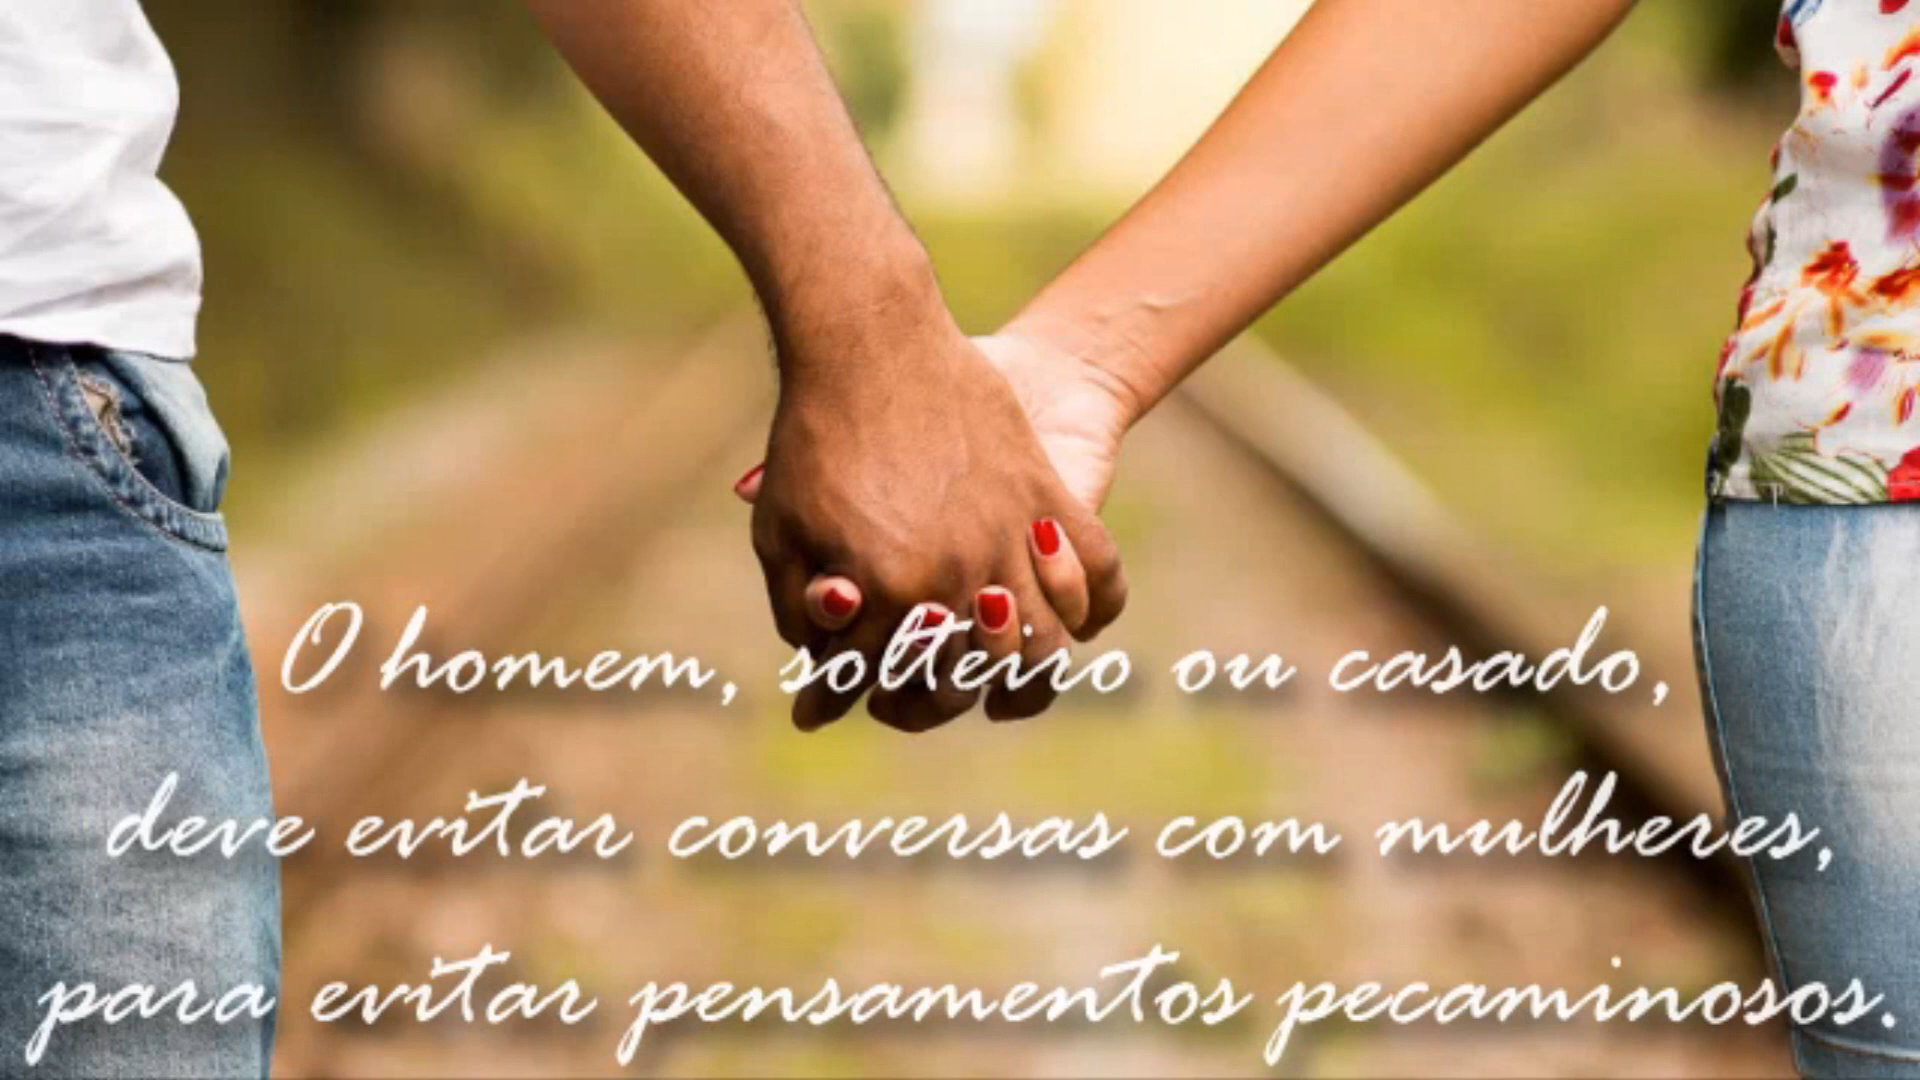 O homem, solteiro ou casado,
deve evitar conversas com mulheres,
para evitar pensamentos pecaminosos.